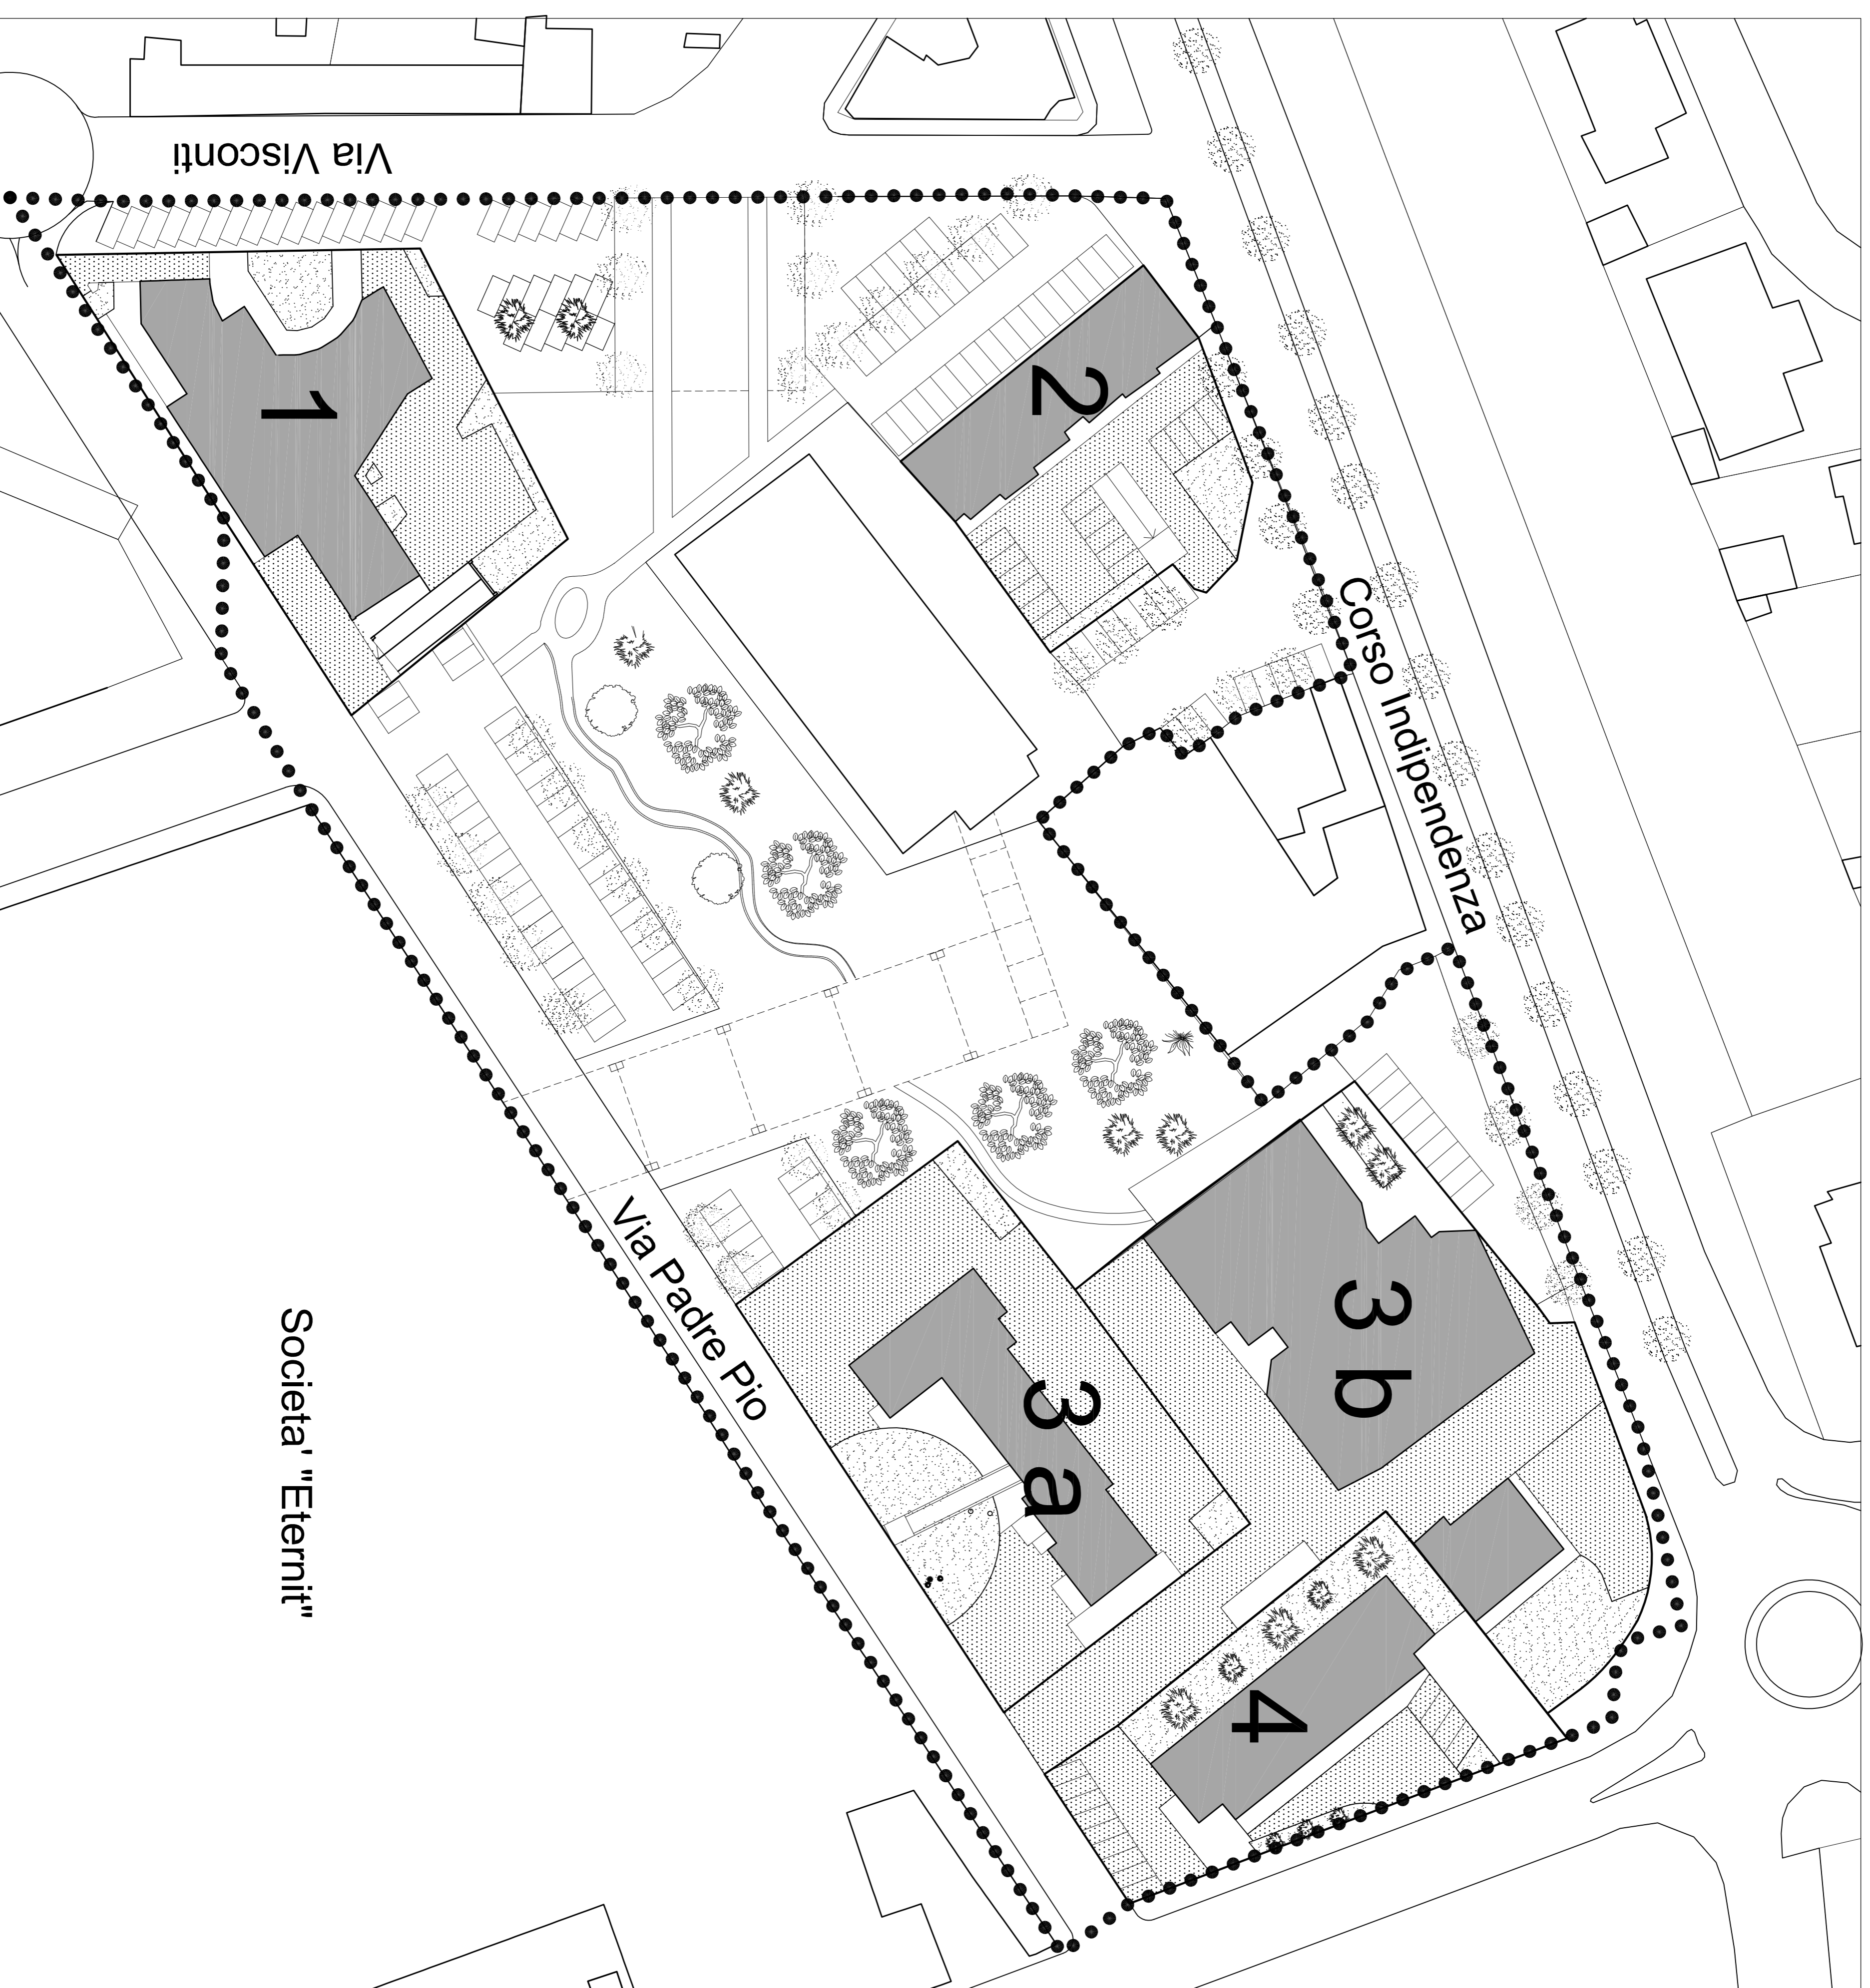 Via Visconti
1
2
Corso Indipendenza
Via Padre Pio
3 b
3 a
4
Societa' "Eternit"